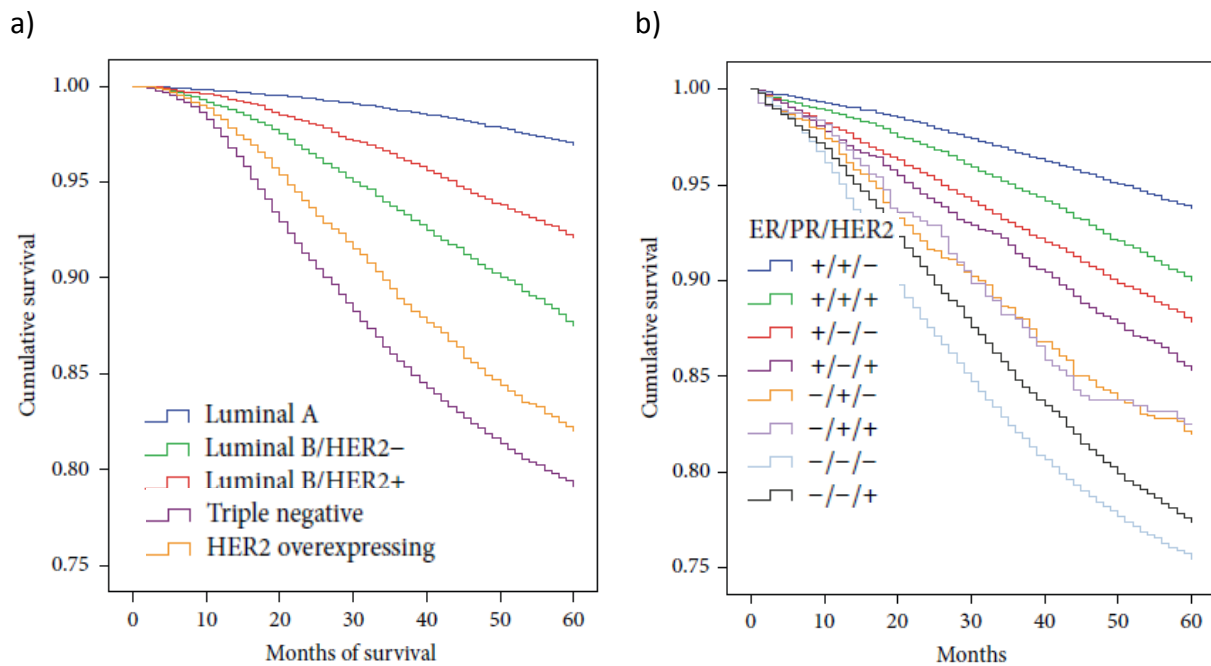 a)
1.00
0.95
0.90
0.85
0.80
0.75
Cumulative survival
Luminal A
Luminal B/HER2−
Luminal B/HER2+
Triple negative
HER2 overexpressing
0 10 20 30 40 50 60
Months of survival
b)
1.00
0.95
0.90
0.85
0.80
0.75
Cumulative survival
ER/PR/HER2
+/+/−
+/+/+
+/−/−
+/−/+
−/+/−
−/+/+
−/−/−
−/−/+
0 10 20 30 40 50 60
Months